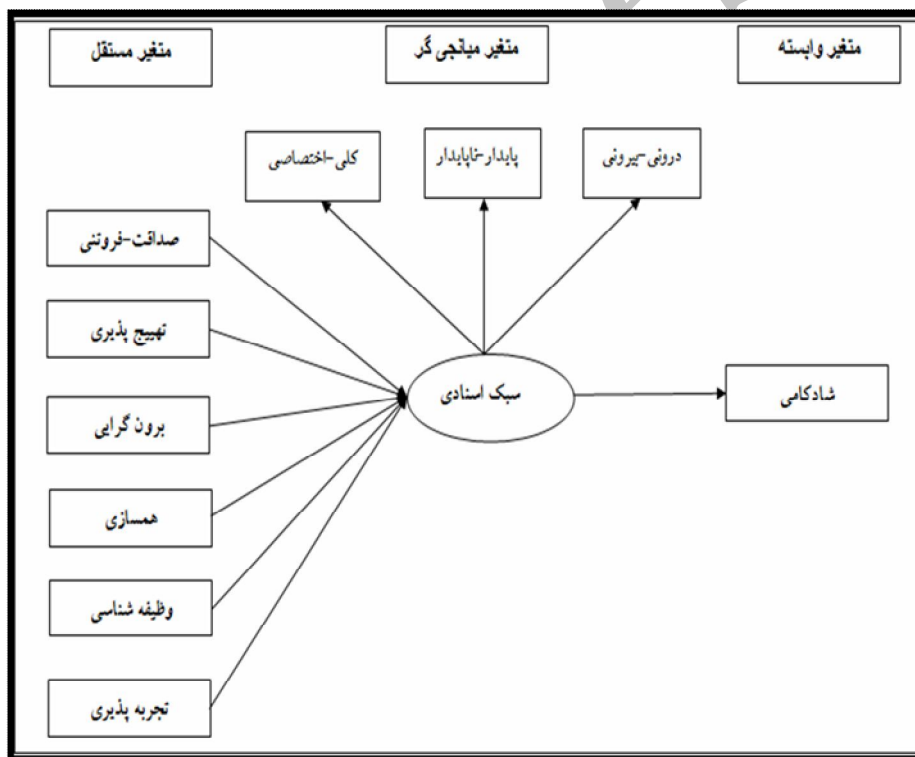 متغیر مستقل
متغیر میانجی گر
متغیر وابسته
کلی-اختصاصی
پایدار-ناپایدار
درونی-بیرونی
صداقت-فروتنی
تهییج پذیری
برون گرایی
همسازی
وظیفه شناسی
تجربه پذیری
سبک اسنادی
شادکامی